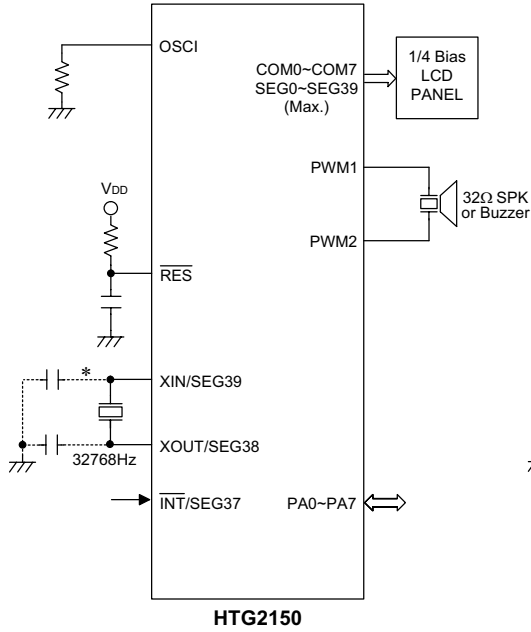 OSCI
COM0~COM7
SEG0~SEG39
(Max.)
1/4 Bias
LCD
PANEL
PWM1
32Ω SPK
or Buzzer
PWM2
VDD
RES
*
XIN/SEG39
XOUT/SEG38
32768Hz
INT/SEG37
PA0~PA7
HTG2150